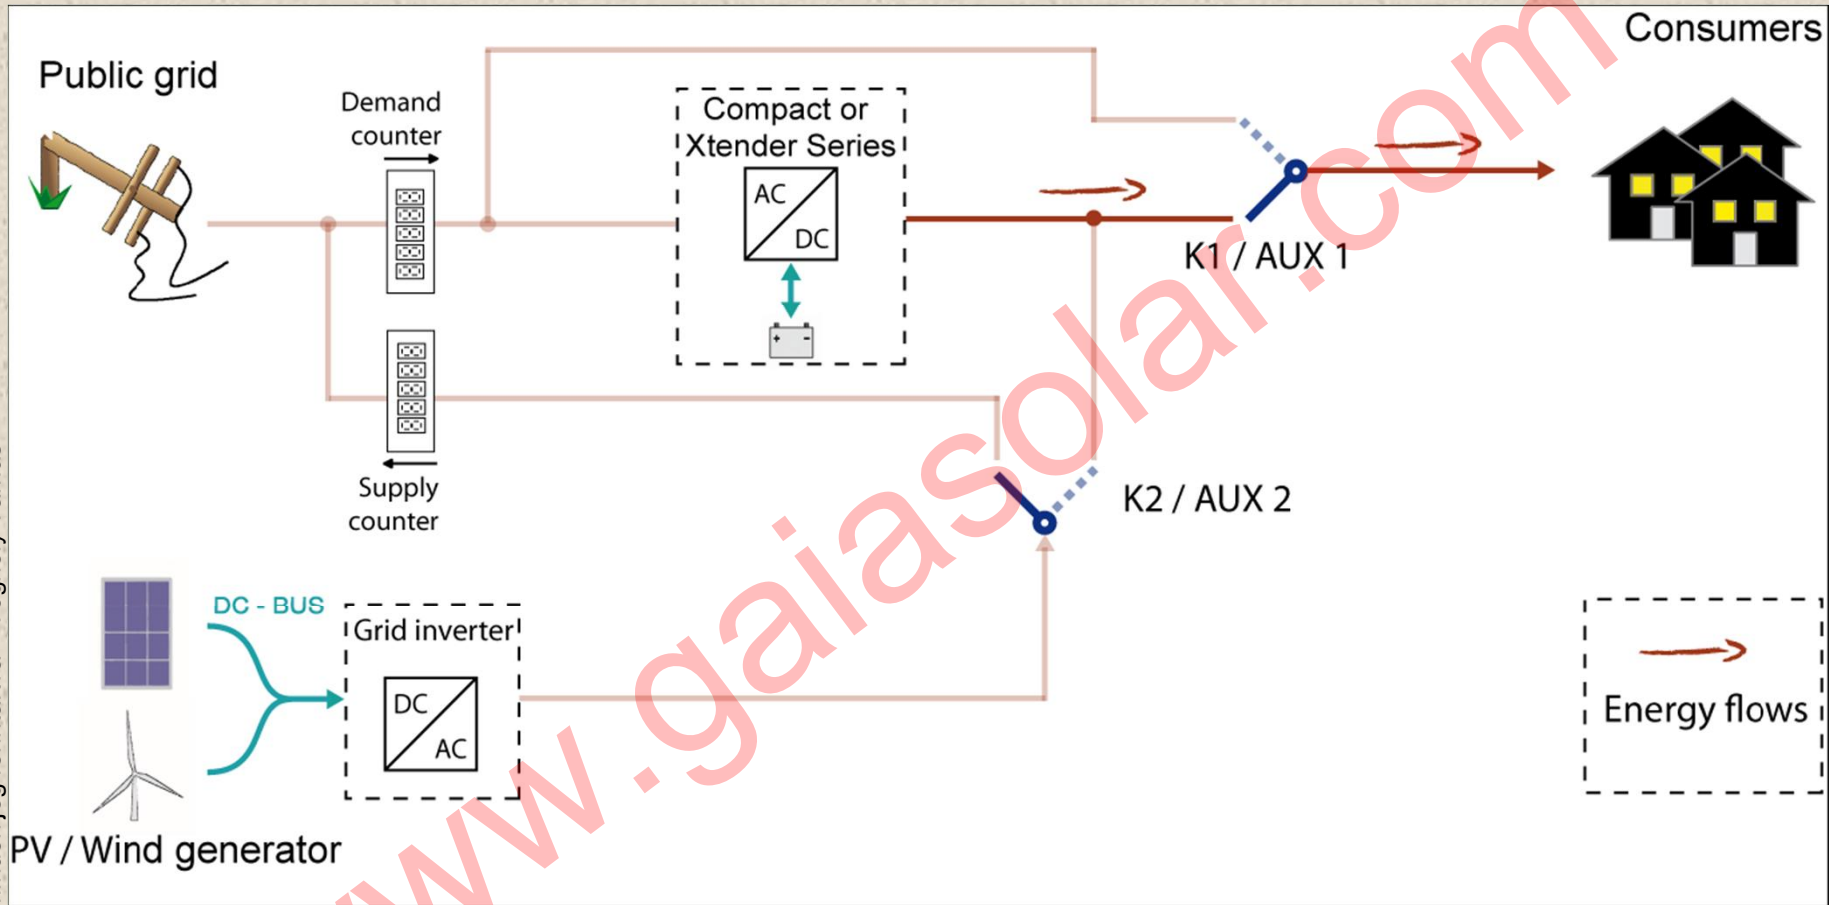 Consumers
Public grid
Demand
counter
Compact or
Xtender Series
AC
DC
+ −
K1 / AUX 1
Supply
counter
K2 / AUX 2
DC - BUS
Grid inverter
DC
AC
Energy flows
PV / Wind generator
www.gaiasolar.com